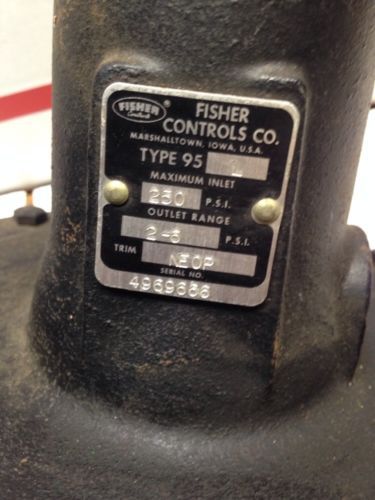 FISHER
Controls
FISHER
CONTROLS CO.
MARSHALLTOWN, IOWA, U.S.A.
TYPE 95 L
MAXIMUM INLET
250 P.S.I.
OUTLET RANGE
2-6 P.S.I.
TRIM NEOP
SERIAL NO.
4969656